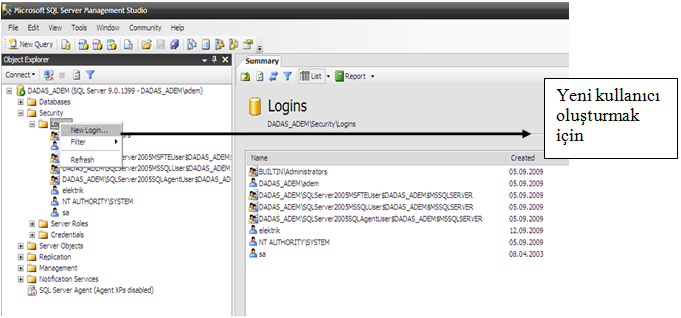 Microsoft SQL Server Management Studio
File Edit View Tools Window Community Help
New Query
Object Explorer
Connect
DADAS_ADEM (SQL Server 9.0.1399 - DADAS_ADEM\adem)
Databases
Security
New Login...
Filter
Refresh
SQLServer2005MSFTEUser$DADAS_ADEM
DADAS_ADEM\SQLServer2005MSSQLUser$DADAS_ADEM
DADAS_ADEM\SQLServer2005SQLAgentUser$DADAS_A
elektrik
NT AUTHORITY\SYSTEM
sa
Server Roles
Credentials
Server Objects
Replication
Management
Notification Services
SQL Server Agent (Agent XPs disabled)
Summary
List Report
Logins
DADAS_ADEM\Security\Logins
Name Created
BUILTIN\Administrators 05.09.2009
DADAS_ADEM\adem 05.09.2009
DADAS_ADEM\SQLServer2005MSFTEUser$DADAS_ADEM$MSSQLSERVER 05.09.2009
DADAS_ADEM\SQLServer2005MSSQLUser$DADAS_ADEM$MSSQLSERVER 05.09.2009
DADAS_ADEM\SQLServer2005SQLAgentUser$DADAS_ADEM$MSSQLSERVER 05.09.2009
elektrik 12.09.2009
NT AUTHORITY\SYSTEM 05.09.2009
sa 08.04.2003
Yeni kullanıcı
oluşturmak
için